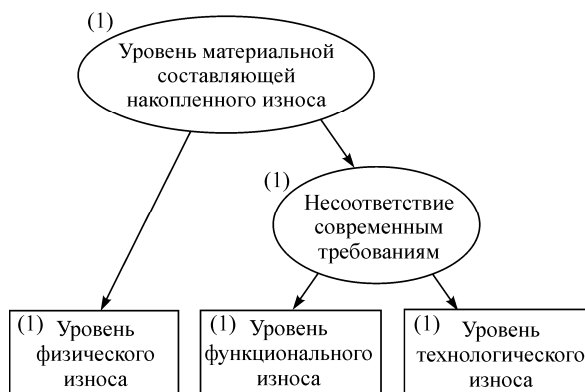 (1)
Уровень материальной
составляющей
накопленного износа
(1)
Несоответствие
современным
требованиям
(1) Уровень
физического
износа
(1) Уровень
функционального
износа
(1) Уровень
технологического
износа